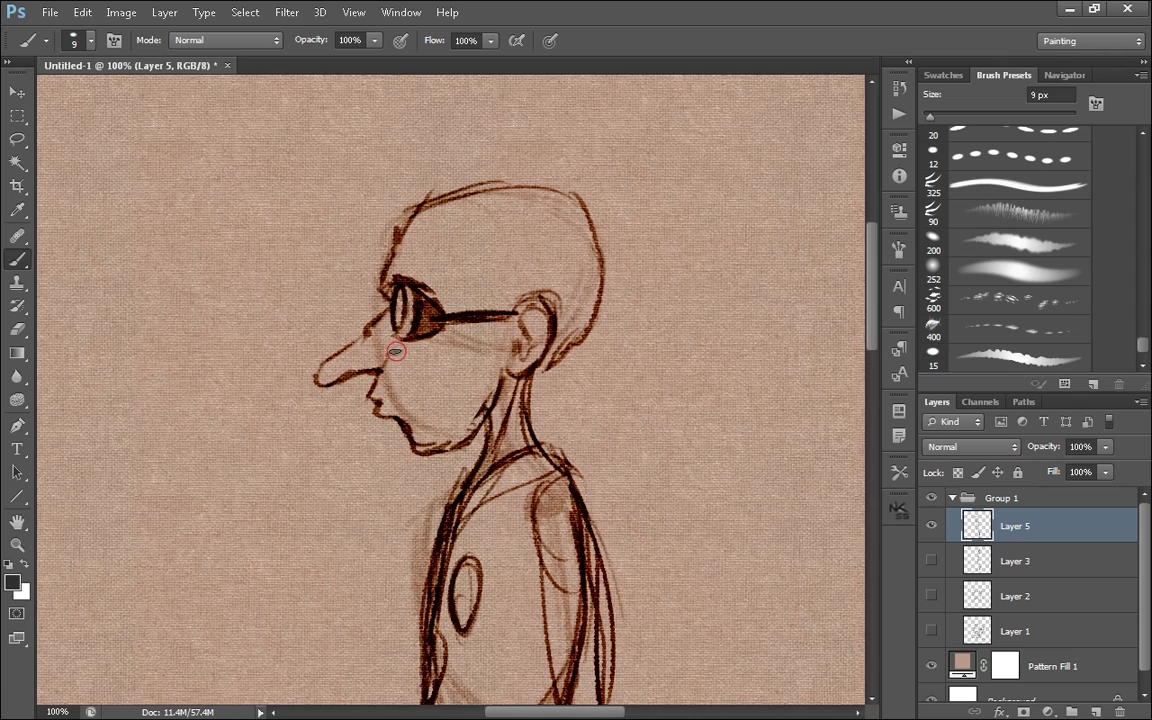 Ps File Edit Image Layer Type Select Filter 3D View Window Help
9 Mode: Normal Opacity: 100% Flow: 100% Painting
Untitled-1 @ 100% (Layer 5, RGB/8) *
Swatches Brush Presets Navigator
Size: 9 px
20
12
325
90
200
252
600
400
15
Layers Channels Paths
Kind
Normal Opacity: 100%
Lock: Fill: 100%
Group 1
Layer 5
Layer 3
Layer 2
Layer 1
Pattern Fill 1
Background
100% Doc: 11.4M/57.4M